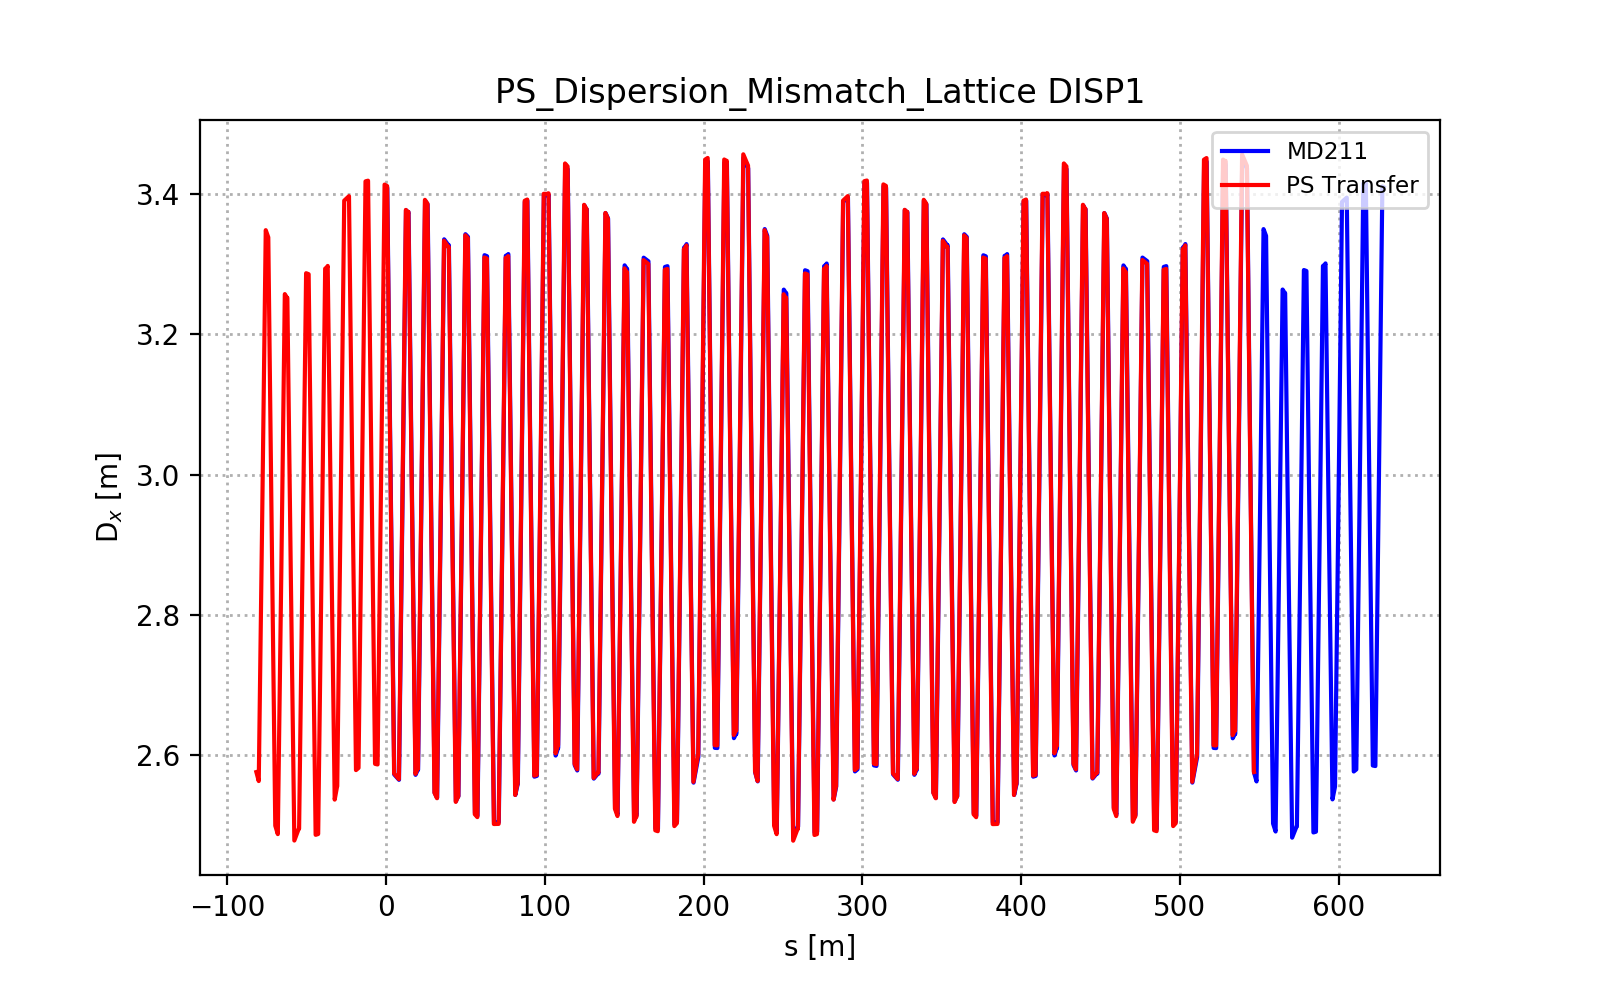 PS_Dispersion_Mismatch_Lattice DISP1
MD211
PS Transfer
3.4
3.2
3.0
2.8
2.6
Dₓ [m]
−100
0
100
200
300
400
500
600
s [m]